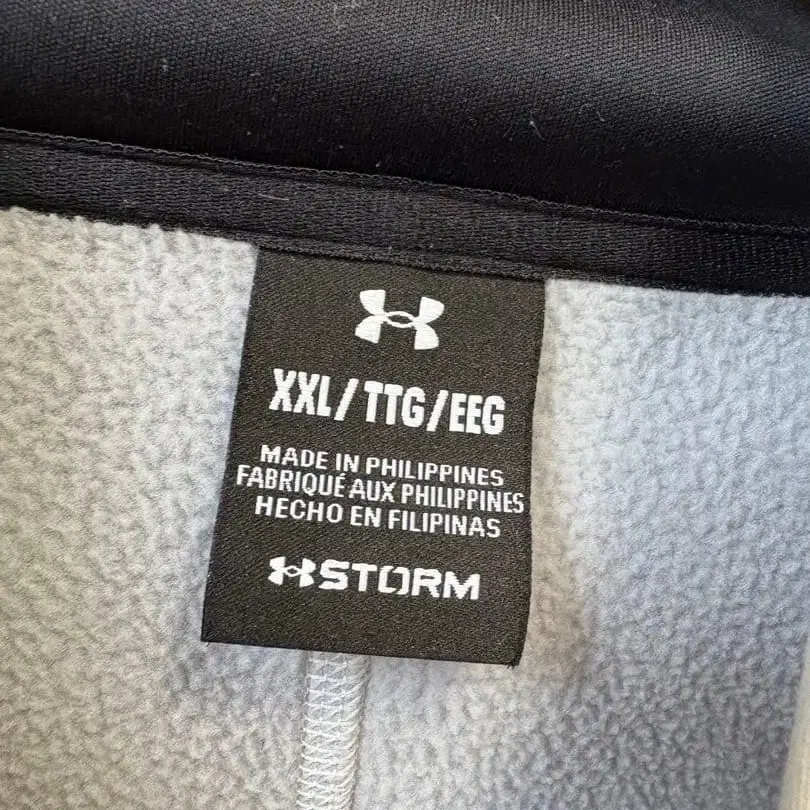 XXL/TTG/EEG
MADE IN PHILIPPINES
FABRIQUÉ AUX PHILIPPINES
HECHO EN FILIPINAS
STORM